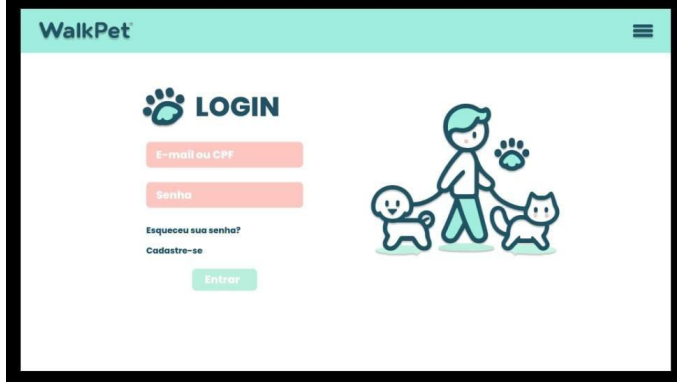 WalkPet
LOGIN
E-mail ou CPF
Senha
Esqueceu sua senha?
Cadastre-se
Entrar